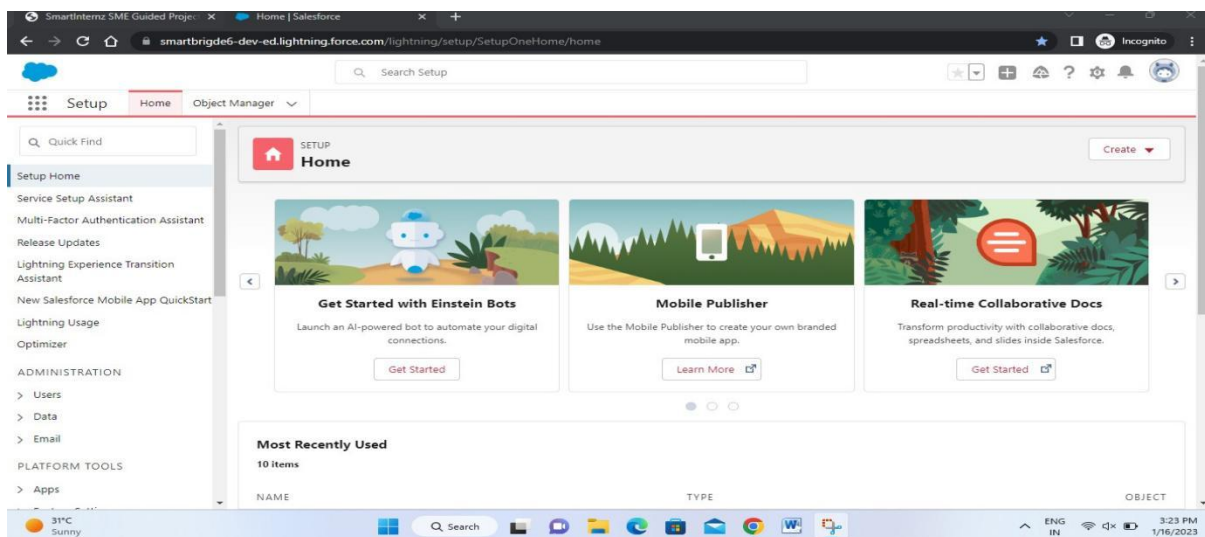 SmartInternz SME Guided Projec
Home | Salesforce
smartbrigde6-dev-ed.lightning.force.com/lightning/setup/SetupOneHome/home
Incognito
Search Setup
Setup
Home
Object Manager
Quick Find
Setup Home
Service Setup Assistant
Multi-Factor Authentication Assistant
Release Updates
Lightning Experience Transition
Assistant
New Salesforce Mobile App QuickStart
Lightning Usage
Optimizer
ADMINISTRATION
Users
Data
Email
PLATFORM TOOLS
Apps
SETUP
Home
Create
Get Started with Einstein Bots
Launch an AI-powered bot to automate your digital
connections.
Get Started
Mobile Publisher
Use the Mobile Publisher to create your own branded
mobile app.
Learn More
Real-time Collaborative Docs
Transform productivity with collaborative docs,
spreadsheets, and slides inside Salesforce.
Get Started
Most Recently Used
10 items
NAME TYPE OBJECT
31°C
Sunny
Search
ENG
IN
3:23 PM
1/16/2023